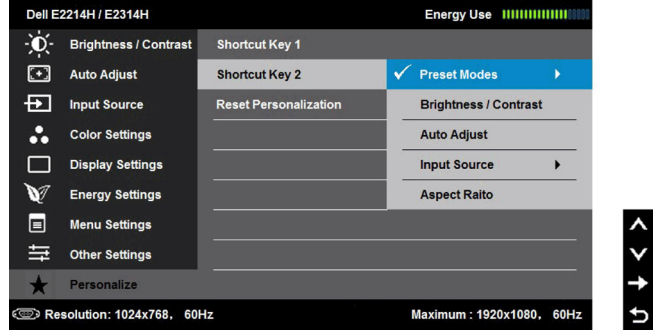 Dell E2214H / E2314H Energy Use
Brightness / Contrast Shortcut Key 1
Auto Adjust Shortcut Key 2 Preset Modes
Input Source Reset Personalization Brightness / Contrast
Color Settings Auto Adjust
Display Settings Input Source
Energy Settings Aspect Raito
Menu Settings
Other Settings
Personalize
Resolution: 1024x768, 60Hz Maximum : 1920x1080, 60Hz